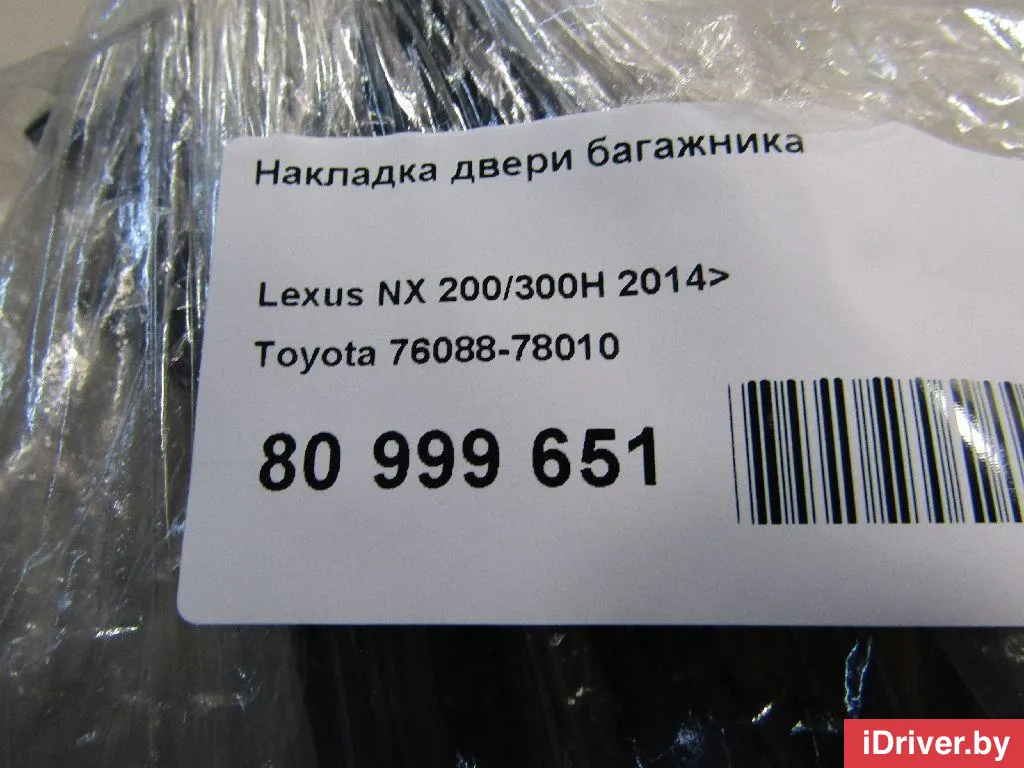 Накладка двери багажника
Lexus NX 200/300H 2014>
Toyota 76088-78010
80 999 651
iDriver.by